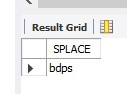 Result Grid
SPLACE
bdps